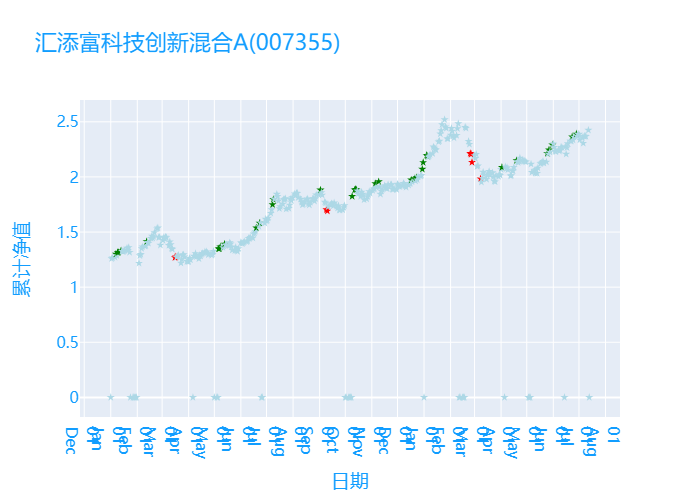 汇添富科技创新混合A(007355)
2.5
2
1.5
1
0.5
0
累计净值
Dec
Jan
Feb
Mar
Apr
May
Jun
Jul
Aug
Sep
Oct
Nov
Dec
Jan
Feb
Mar
Apr
May
Jun
Jul
Aug
01
日期